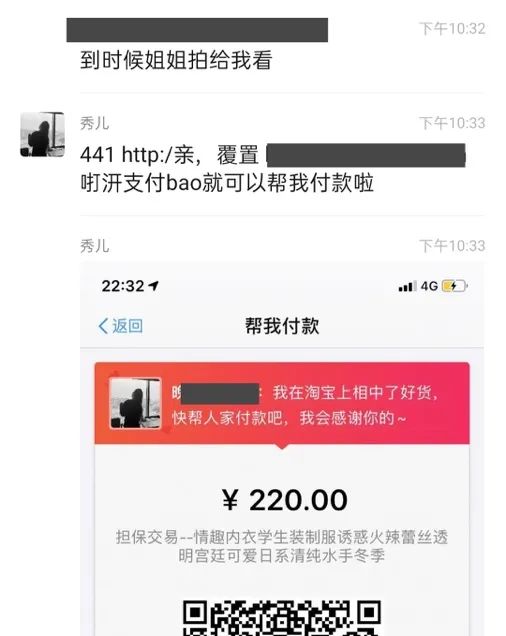 下午10:32
到时候姐姐拍给我看
秀儿
下午10:33
441 http:/亲，覆置
咑汧支付bao就可以帮我付款啦
秀儿
下午10:33
22:32
4G
返回
帮我付款
晚
：我在淘宝上相中了好货，
快帮人家付款吧，我会感谢你的~
¥ 220.00
担保交易--情趣内衣学生装制服诱惑火辣蕾丝透
明宫廷可爱日系清纯水手冬季